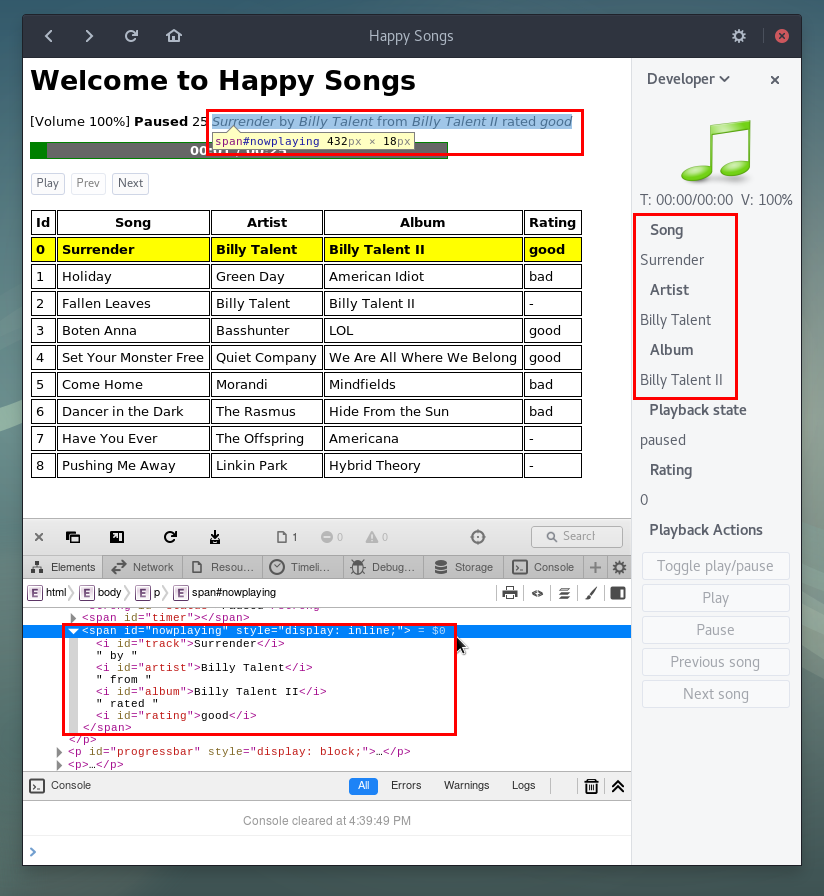 Happy Songs
Developer
Welcome to Happy Songs
[Volume 100%] Paused 25 Surrender by Billy Talent from Billy Talent II rated good
span#nowplaying 432px × 18px
Play Prev Next
Id Song Artist Album Rating
0 Surrender Billy Talent Billy Talent II good
1 Holiday Green Day American Idiot bad
2 Fallen Leaves Billy Talent Billy Talent II -
3 Boten Anna Basshunter LOL good
4 Set Your Monster Free Quiet Company We Are All Where We Belong good
5 Come Home Morandi Mindfields bad
6 Dancer in the Dark The Rasmus Hide From the Sun bad
7 Have You Ever The Offspring Americana -
8 Pushing Me Away Linkin Park Hybrid Theory -
T: 00:00/00:00 V: 100%
Song
Surrender
Artist
Billy Talent
Album
Billy Talent II
Playback state
paused
Rating
0
Playback Actions
Toggle play/pause
Play
Pause
Previous song
Next song
1 0 0 Search
Elements Network Resou... Timeli... Debug... Storage Console
E html E body E p E span#nowplaying
<span id="timer"></span>
<span id="nowplaying" style="display: inline;"> = $0
<i id="track">Surrender</i>
" by "
<i id="artist">Billy Talent</i>
" from "
<i id="album">Billy Talent II</i>
" rated "
<i id="rating">good</i>
</span>
</p>
<p id="progressbar" style="display: block;">…</p>
<p>…</p>
Console All Errors Warnings Logs
Console cleared at 4:39:49 PM